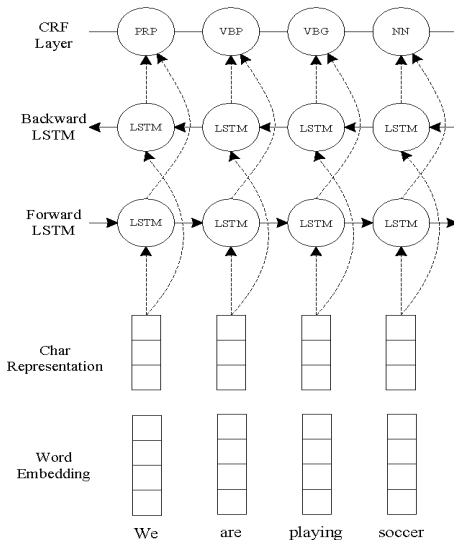 CRF
Layer
PRP VBP VBG NN
Backward
LSTM
LSTM LSTM LSTM LSTM
Forward
LSTM
LSTM LSTM LSTM LSTM
Char
Representation
Word
Embedding
We are playing soccer